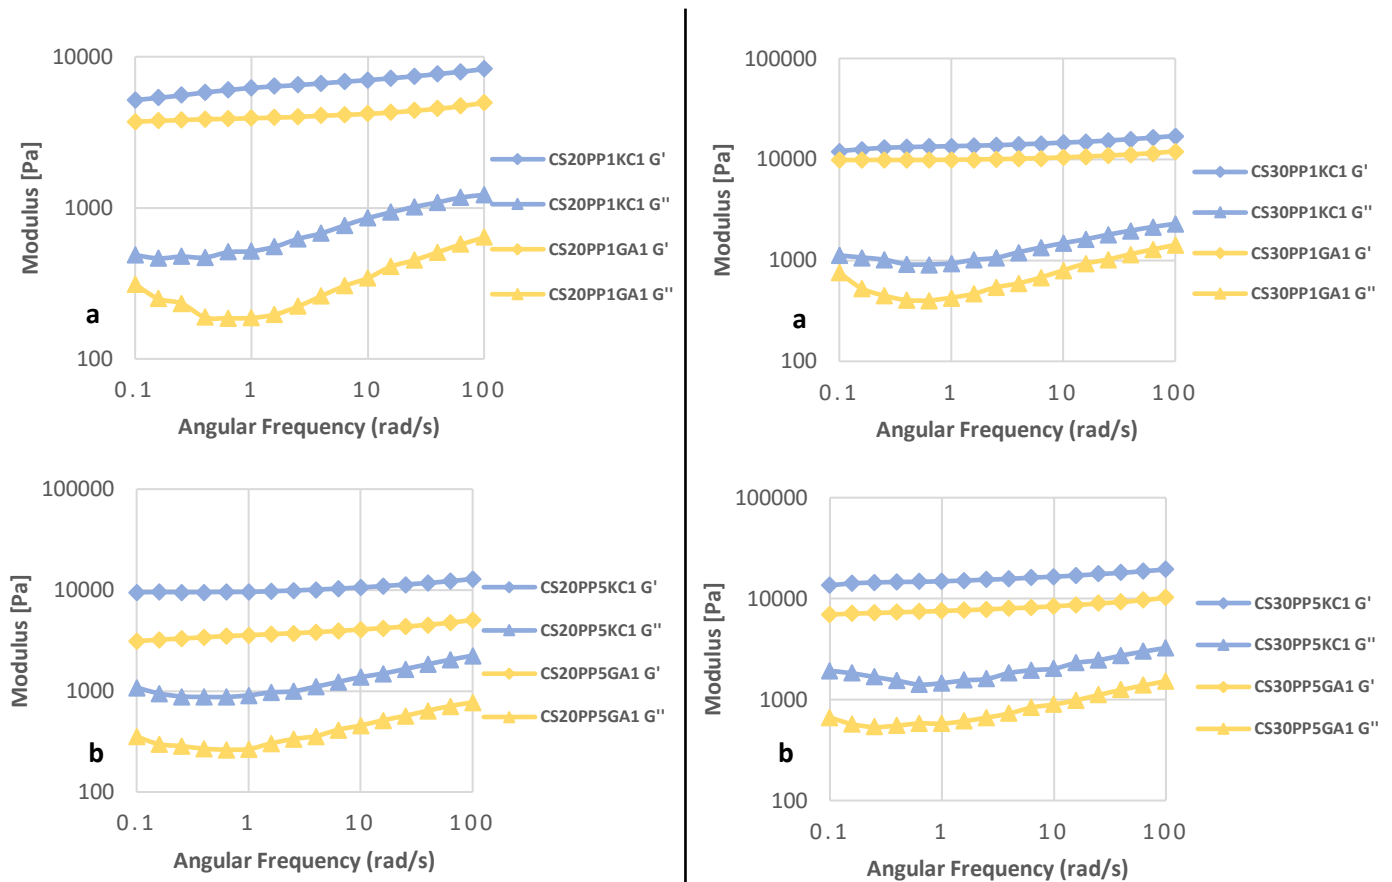 10000
1000
100
0.1 1 10 100
Modulus [Pa]
Angular Frequency (rad/s)
CS20PP1KC1 G'
CS20PP1KC1 G''
CS20PP1GA1 G'
CS20PP1GA1 G''
a
100000
10000
1000
100
0.1 1 10 100
Modulus [Pa]
Angular Frequency (rad/s)
CS30PP1KC1 G'
CS30PP1KC1 G''
CS30PP1GA1 G'
CS30PP1GA1 G''
a
100000
10000
1000
100
0.1 1 10 100
Modulus [Pa]
Angular Frequency (rad/s)
CS20PP5KC1 G'
CS20PP5KC1 G''
CS20PP5GA1 G'
CS20PP5GA1 G''
b
100000
10000
1000
100
0.1 1 10 100
Modulus [Pa]
Angular Frequency (rad/s)
CS30PP5KC1 G'
CS30PP5KC1 G''
CS30PP5GA1 G'
CS30PP5GA1 G''
b